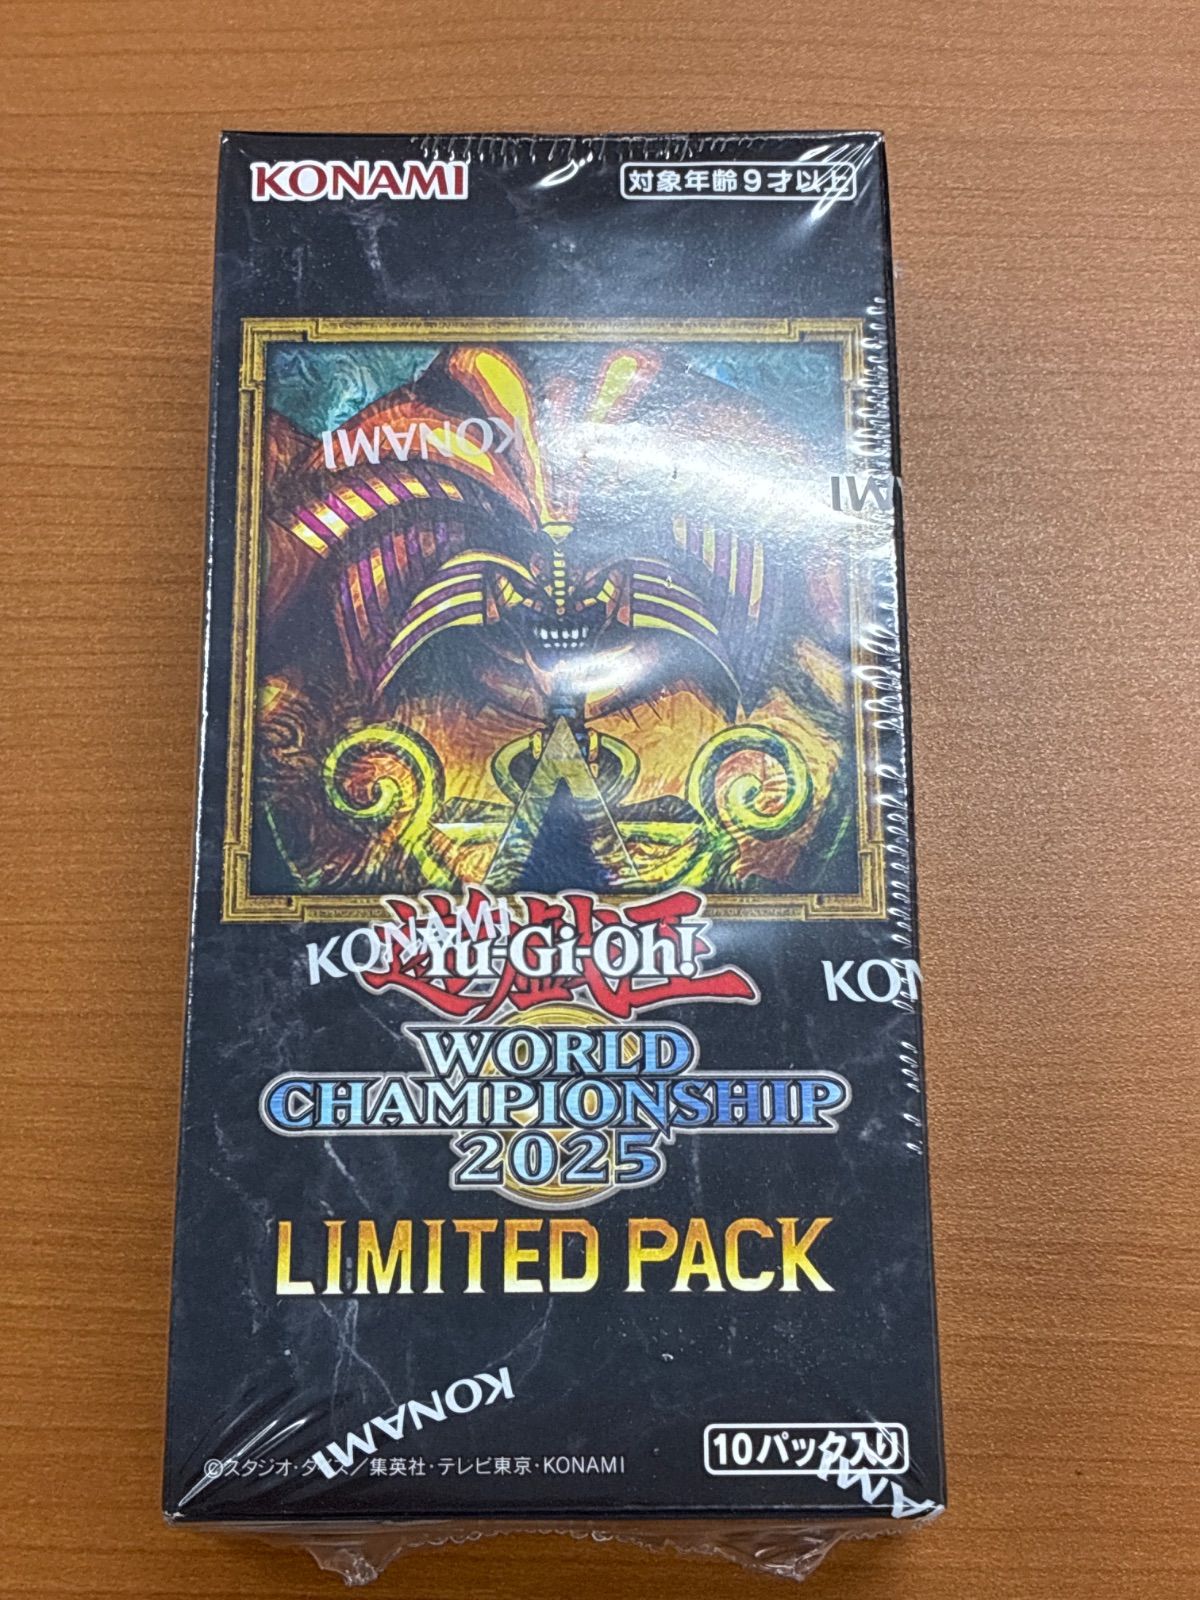 KONAMI
対象年齢9才以上
KONAMI
KONAMI
遊戯王
Yu-Gi-Oh!
KON
WORLD
CHAMPIONSHIP
2025
LIMITED PACK
KONAMI
10パック入り
©スタジオ・ダイス/集英社・テレビ東京・KONAMI